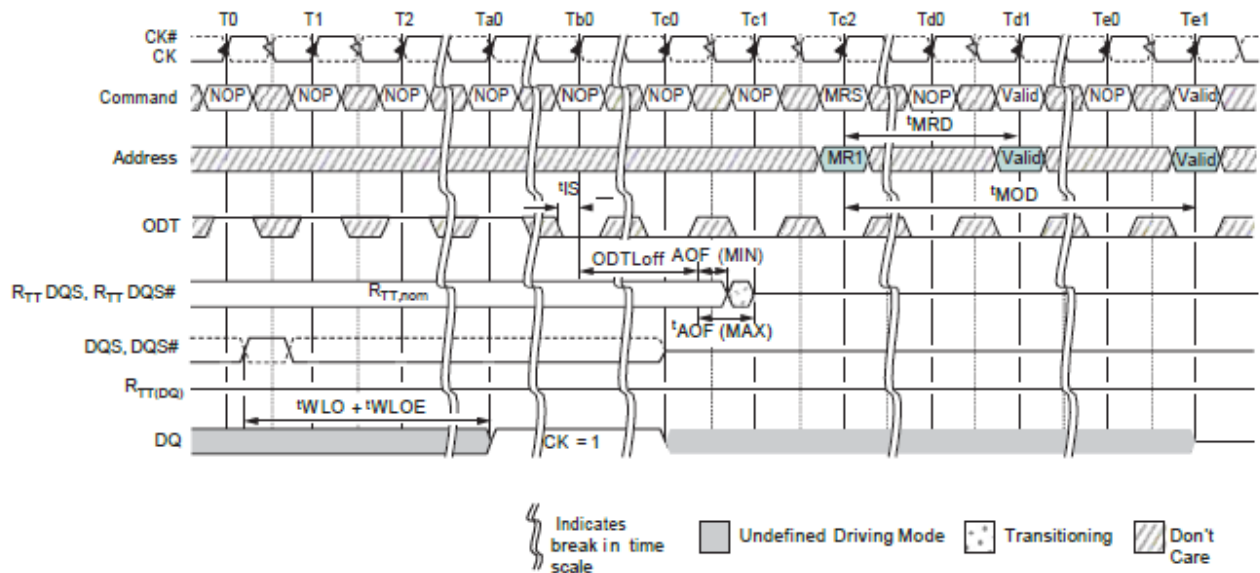 T0 T1 T2 Ta0 Tb0 Tc0 Tc1 Tc2 Td0 Td1 Te0 Te1
CK#
CK
Command NOP NOP NOP NOP NOP NOP NOP MRS NOP Valid NOP Valid
tMRD
Address MR1 Valid Valid
tIS
tMOD
ODT
ODTLoff AOF (MIN)
RTT DQS, RTT DQS# RTT,nom
tAOF (MAX)
DQS, DQS#
RTT(DQ)
tWLO + tWLOE
DQ CK = 1
Indicates
break in time
scale
Undefined Driving Mode
Transitioning
Don't
Care